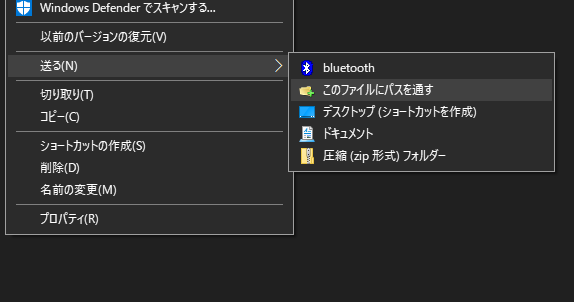 Windows Defender でスキャンする...
以前のバージョンの復元(V)
送る(N)
切り取り(T)
コピー(C)
ショートカットの作成(S)
削除(D)
名前の変更(M)
プロパティ(R)
bluetooth
このファイルにパスを通す
デスクトップ (ショートカットを作成)
ドキュメント
圧縮 (zip 形式) フォルダー